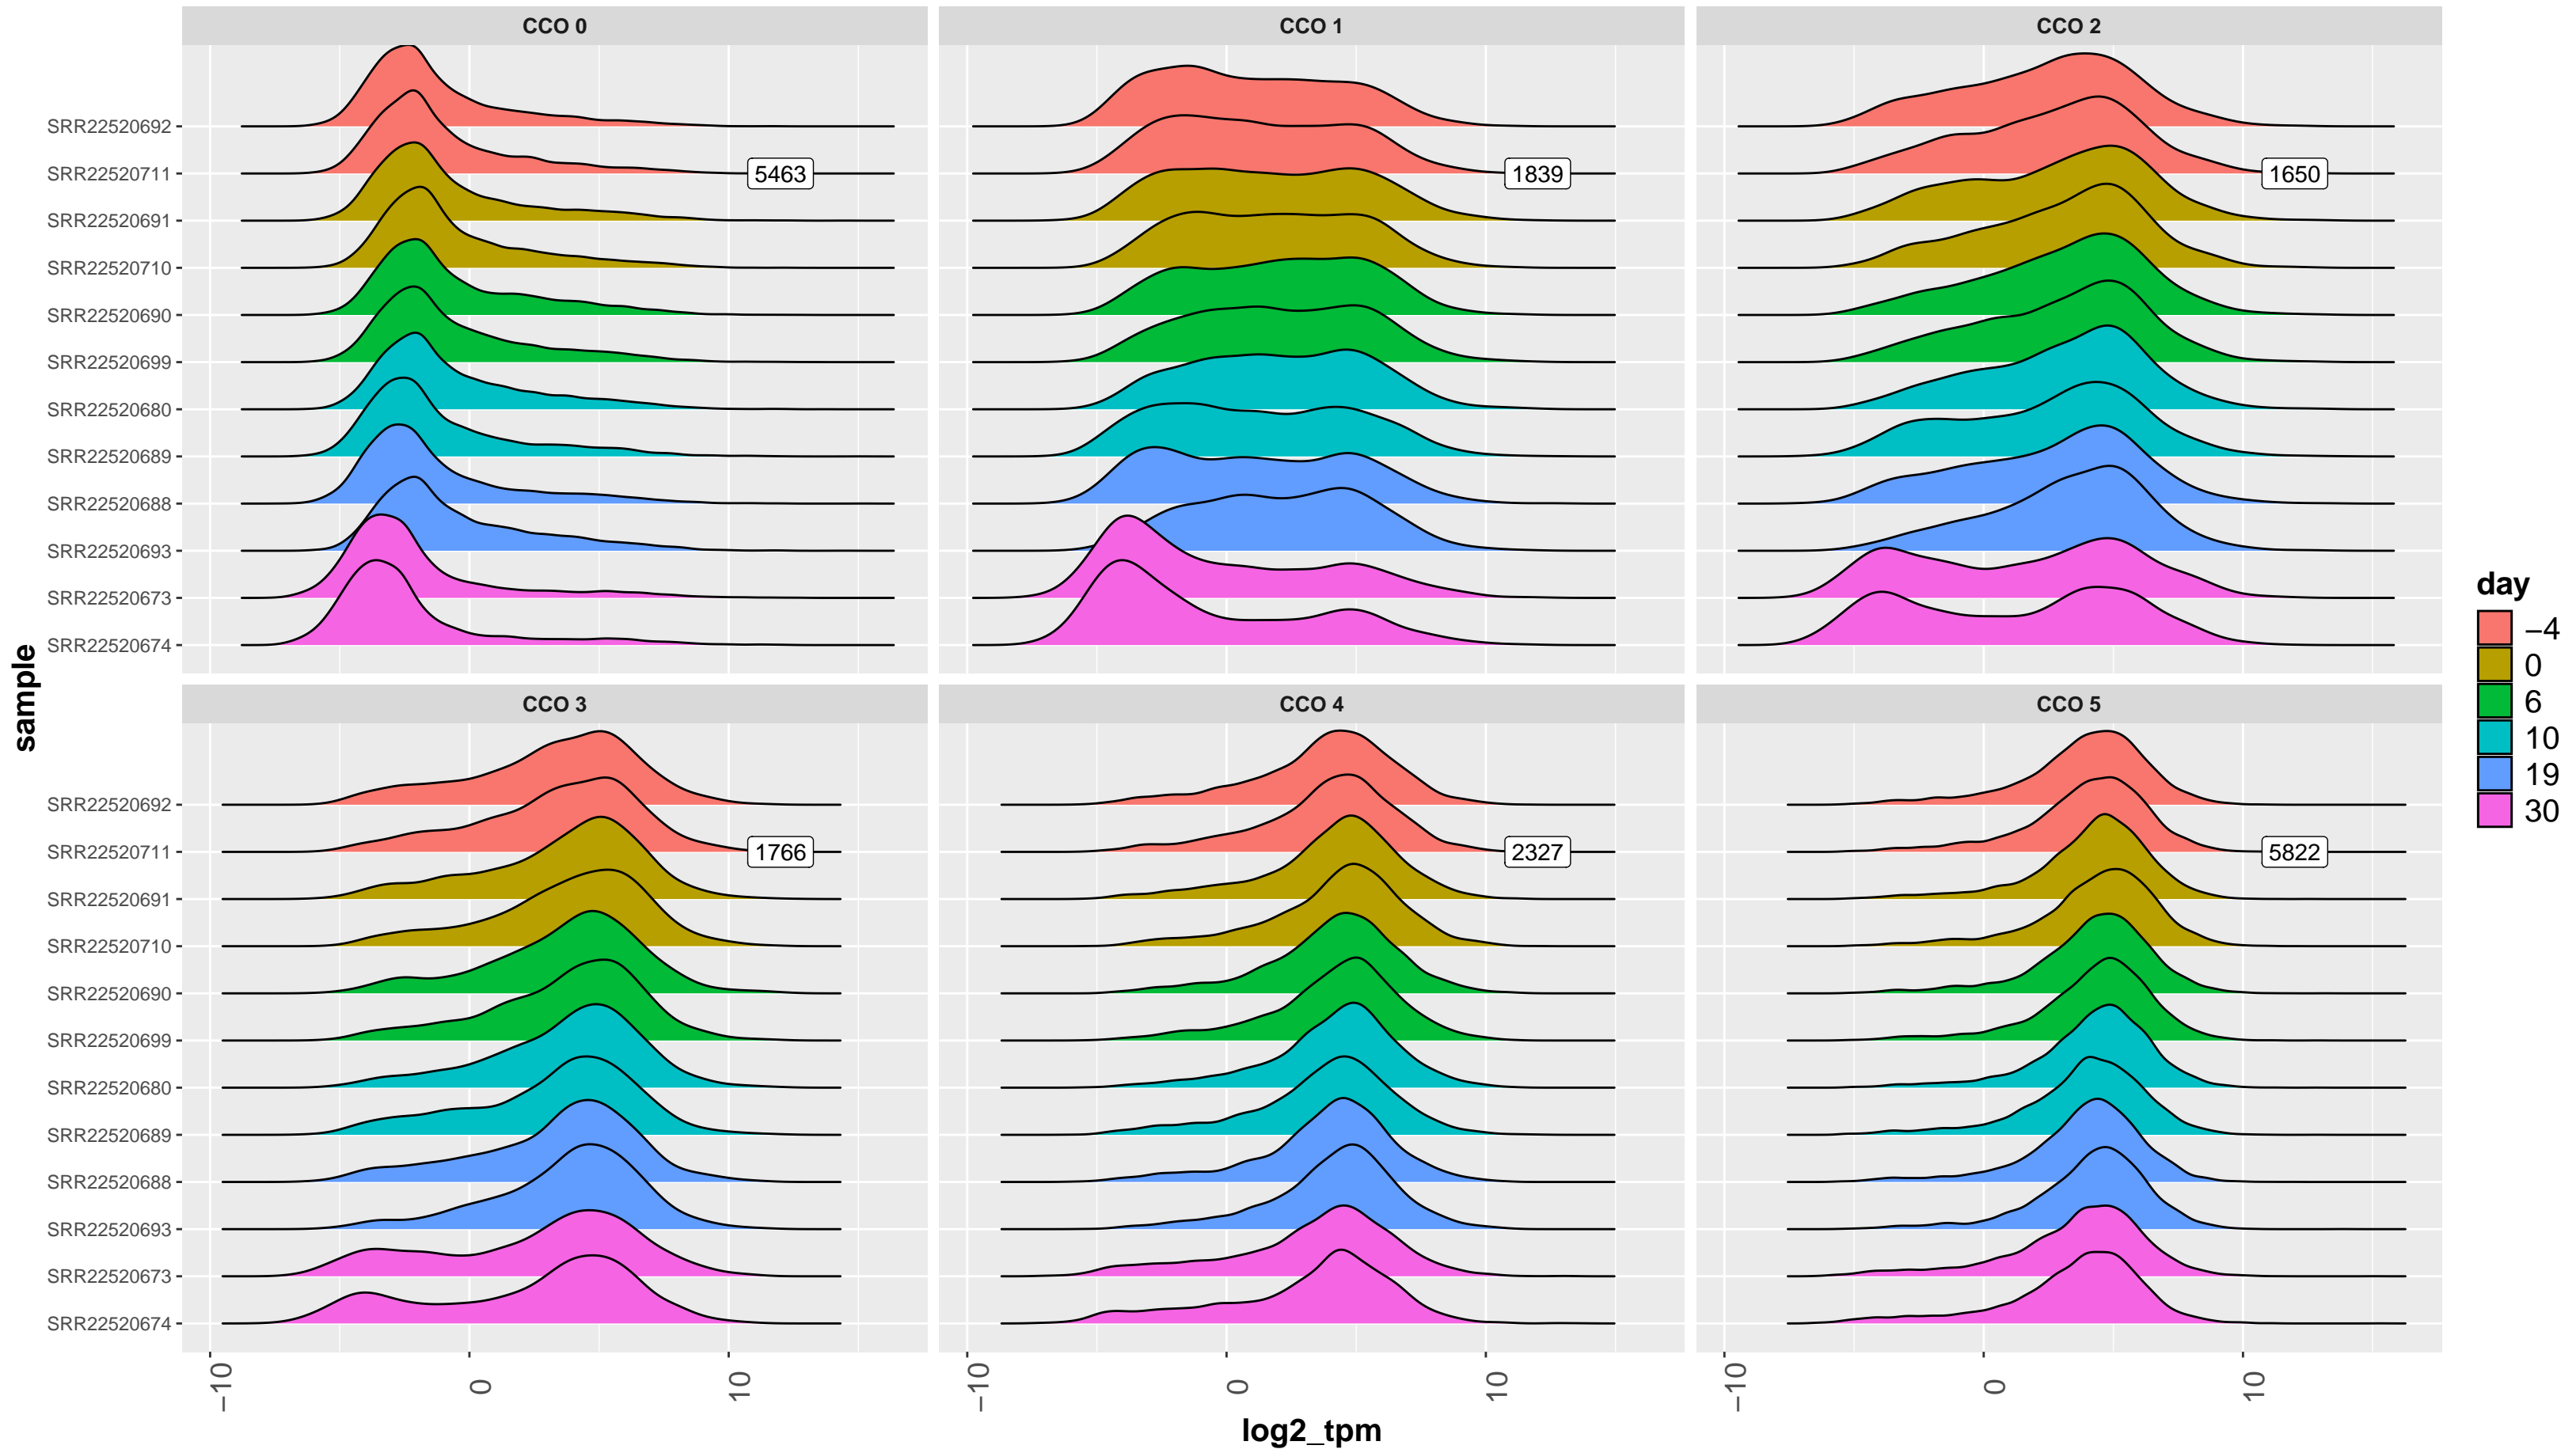 CCO 0
CCO 1
CCO 2
SRR22520692
SRR22520711
SRR22520691
SRR22520710
SRR22520690
SRR22520699
SRR22520680
SRR22520689
SRR22520688
SRR22520693
SRR22520673
SRR22520674
5463
1839
1650
CCO 3
CCO 4
CCO 5
SRR22520692
SRR22520711
SRR22520691
SRR22520710
SRR22520690
SRR22520699
SRR22520680
SRR22520689
SRR22520688
SRR22520693
SRR22520673
SRR22520674
1766
2327
5822
−10
0
10
−10
0
10
−10
0
10
log2_tpm
sample
day
−4
0
6
10
19
30